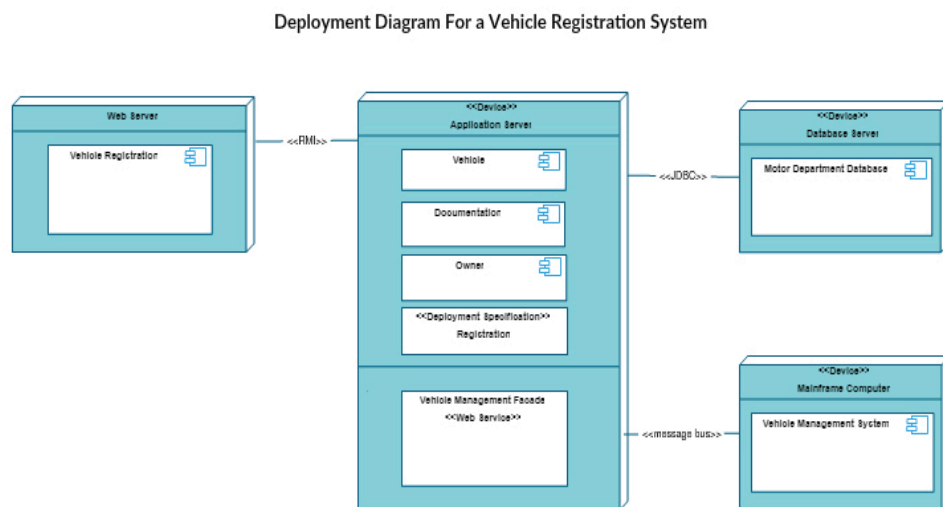 Deployment Diagram For a Vehicle Registration System
Web Server
Vehicle Registration
<<RMI>>
<<Device>>
Application Server
Vehicle
Documentation
Owner
<<Deployment Specification>>
Registration
Vehicle Management Facade
<<Web Service>>
<<JDBC>>
<<Device>>
Database Server
Motor Department Database
<<message bus>>
<<Device>>
Mainframe Computer
Vehicle Management System